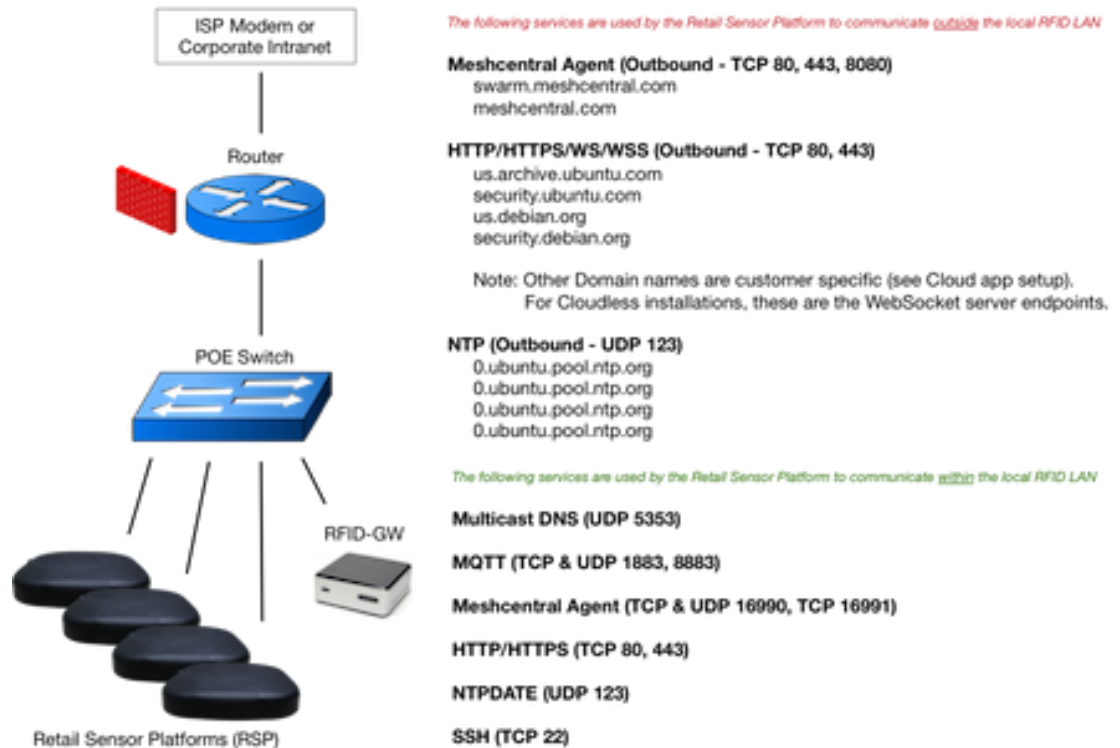 ISP Modem or
Corporate Intranet
Router
POE Switch
RFID-GW
Retail Sensor Platforms (RSP)
The following services are used by the Retail Sensor Platform to communicate outside the local RFID LAN
Meshcentral Agent (Outbound - TCP 80, 443, 8080)
swarm.meshcentral.com
meshcentral.com
HTTP/HTTPS/WS/WSS (Outbound - TCP 80, 443)
us.archive.ubuntu.com
security.ubuntu.com
us.debian.org
security.debian.org
Note: Other Domain names are customer specific (see Cloud app setup).
For Cloudless installations, these are the WebSocket server endpoints.
NTP (Outbound - UDP 123)
0.ubuntu.pool.ntp.org
0.ubuntu.pool.ntp.org
0.ubuntu.pool.ntp.org
0.ubuntu.pool.ntp.org
The following services are used by the Retail Sensor Platform to communicate within the local RFID LAN
Multicast DNS (UDP 5353)
MQTT (TCP & UDP 1883, 8883)
Meshcentral Agent (TCP & UDP 16990, TCP 16991)
HTTP/HTTPS (TCP 80, 443)
NTPDATE (UDP 123)
SSH (TCP 22)